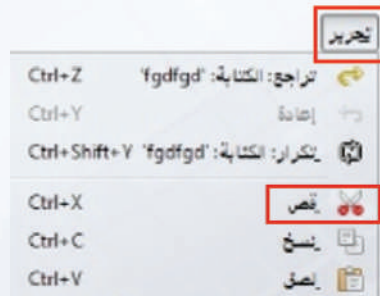 تحرير
تراجع: الكتابة: 'fgdfgd' Ctrl+Z
إعادة Ctrl+Y
تكرار: الكتابة: 'fgdfgd' Ctrl+Shift+Y
قص Ctrl+X
نسخ Ctrl+C
لصق Ctrl+V